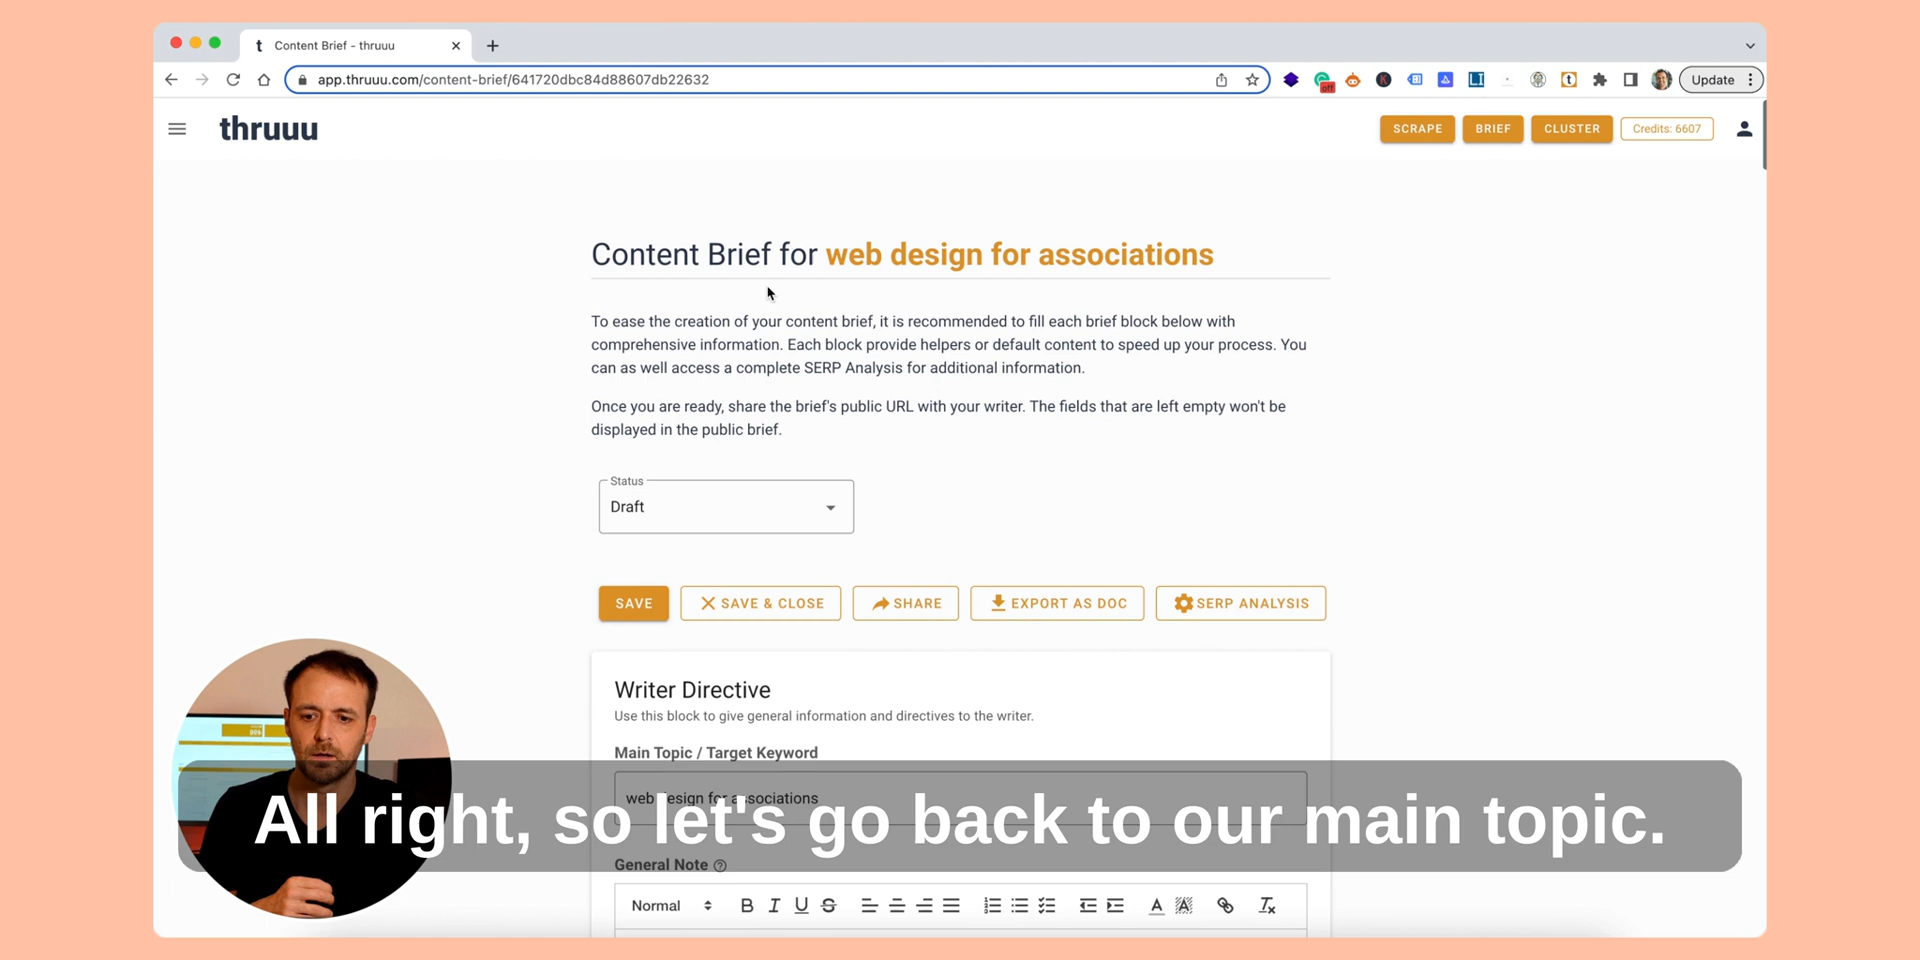 Content Brief - thruuu
app.thruuu.com/content-brief/641720dbc84d88607db22632
off
Update
thruuu
SCRAPE
BRIEF
CLUSTER
Credits: 6607
Content Brief for web design for associations
To ease the creation of your content brief, it is recommended to fill each brief block below with
comprehensive information. Each block provide helpers or default content to speed up your process. You
can as well access a complete SERP Analysis for additional information.
Once you are ready, share the brief's public URL with your writer. The fields that are left empty won't be
displayed in the public brief.
Status
Draft
SAVE
SAVE & CLOSE
SHARE
EXPORT AS DOC
SERP ANALYSIS
Writer Directive
Use this block to give general information and directives to the writer.
Main Topic / Target Keyword
web design for associations
All right, so let's go back to our main topic.
General Note
Normal